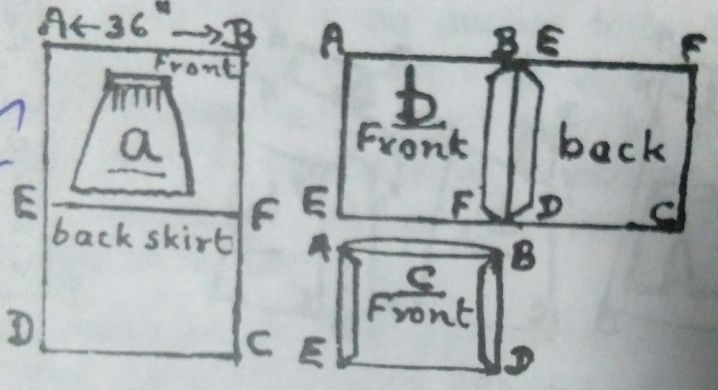 A←36"→B
Front
a
E F
back skirt
D C
A B E F
b
Front back
E F D C
A B
C
Front
E D